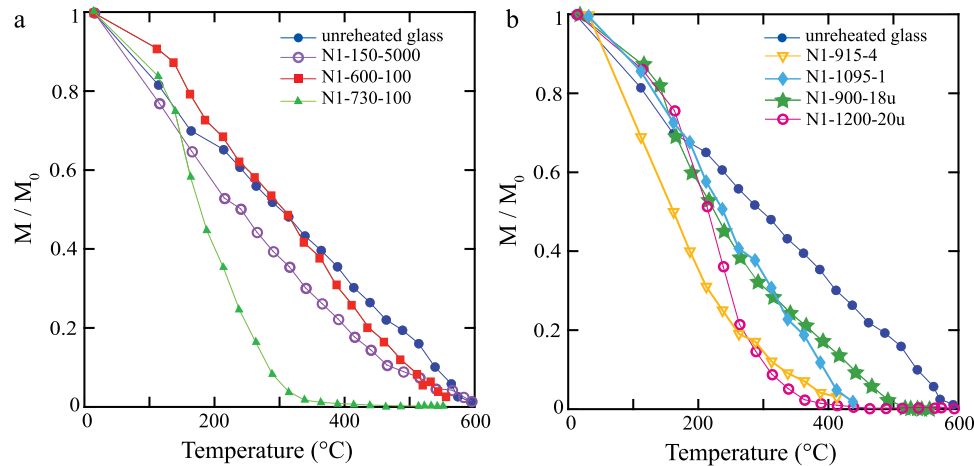 a
unreheated glass
N1-150-5000
N1-600-100
N1-730-100
1
0.8
0.6
0.4
0.2
0
M / M0
0
200
400
600
Temperature (°C)
b
unreheated glass
N1-915-4
N1-1095-1
N1-900-18u
N1-1200-20u
1
0.8
0.6
0.4
0.2
0
M / M0
0
200
400
600
Temperature (°C)